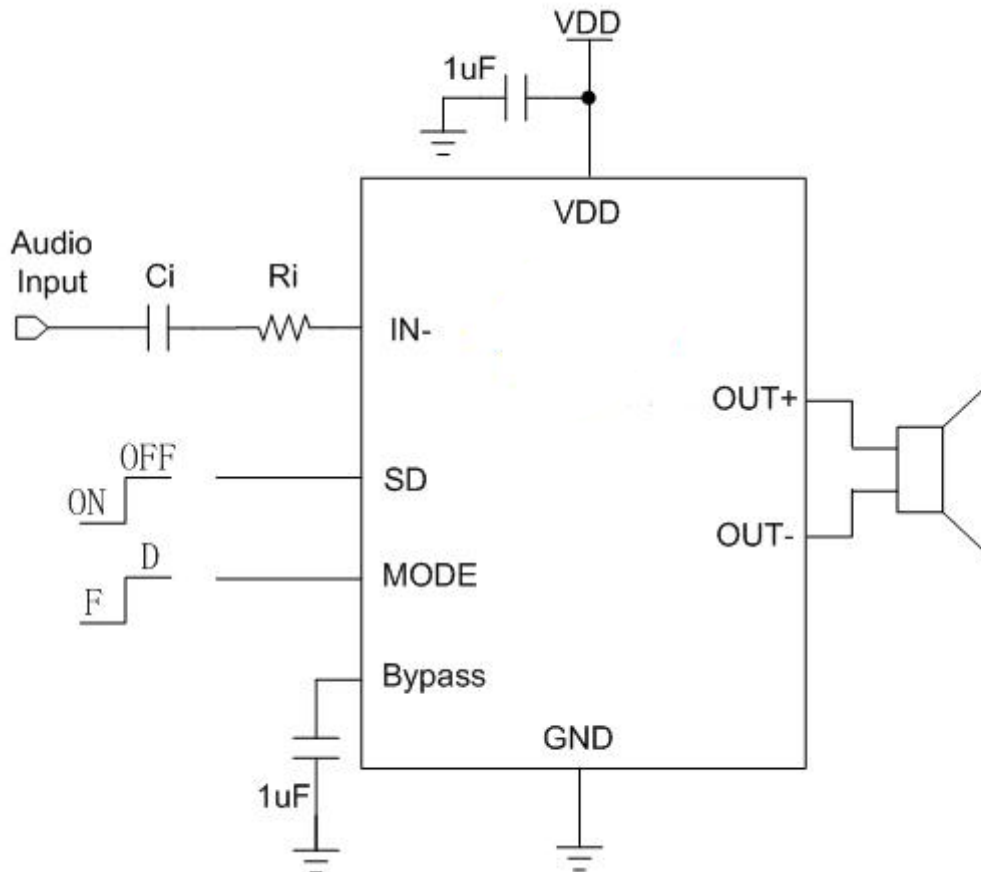 VDD
1uF
VDD
Audio
Input
Ci
Ri
IN-
OUT+
OFF
ON
SD
OUT-
D
F
MODE
Bypass
GND
1uF